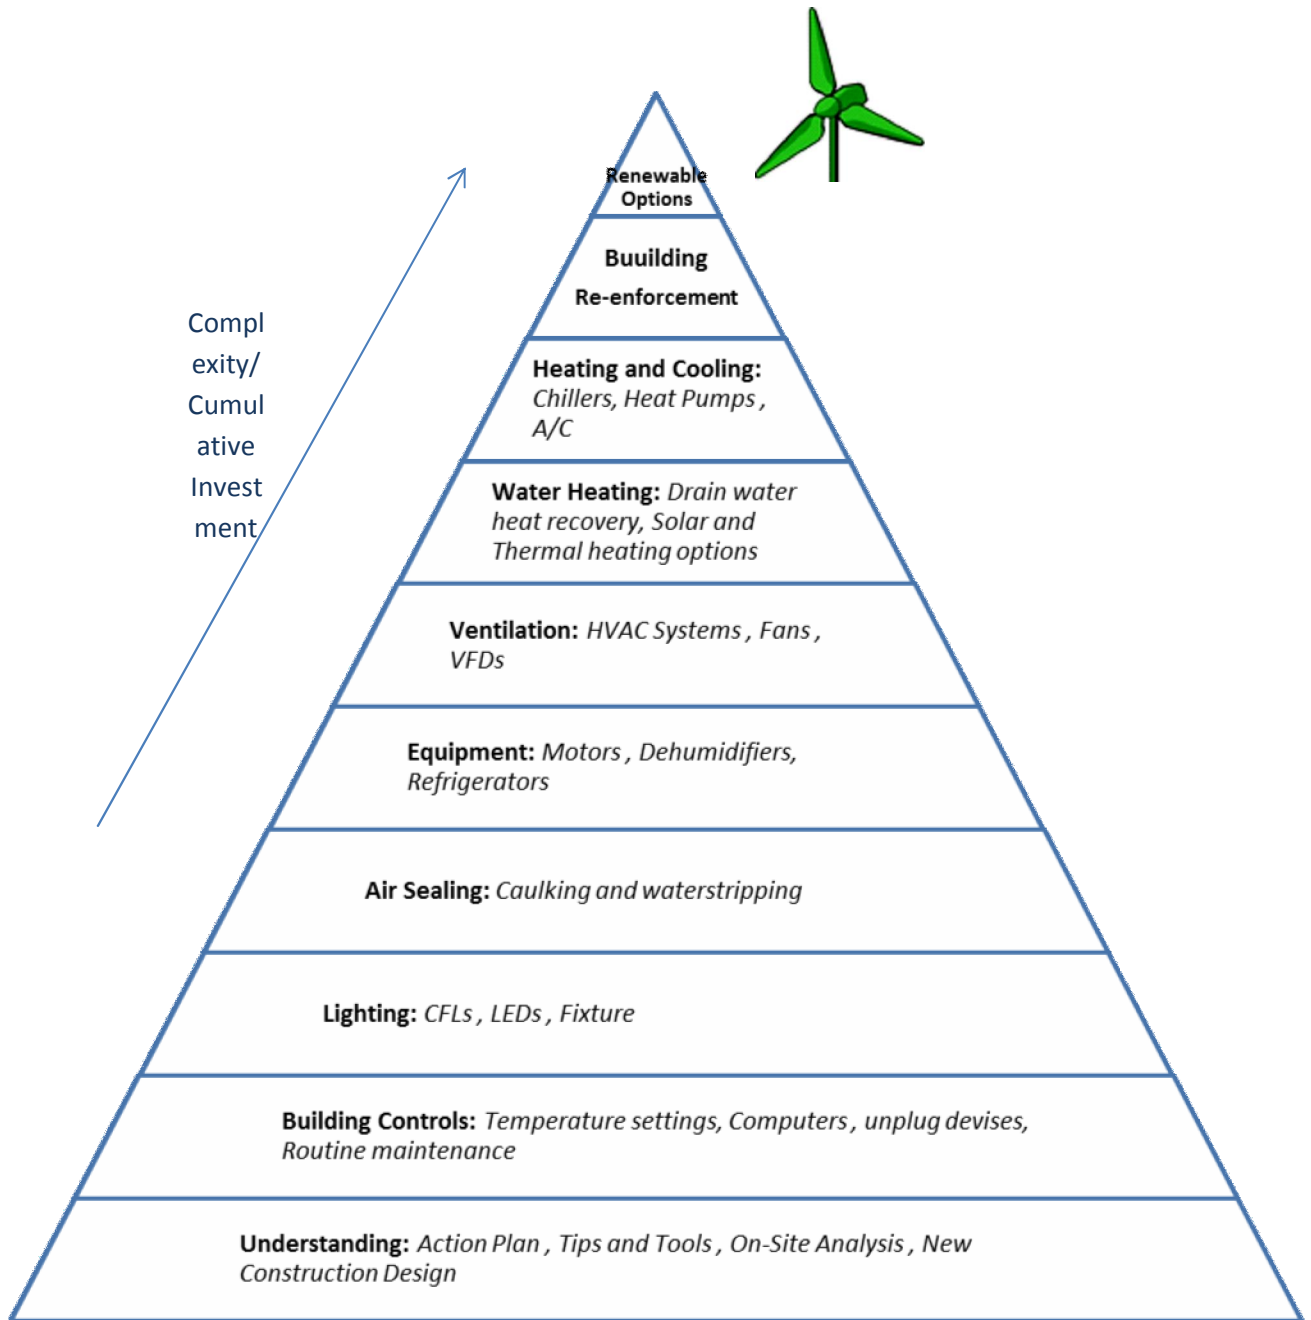 Renewable
Options
Buuilding
Re-enforcement
Compl
exity/
Cumul
ative
Invest
ment
Heating and Cooling:
Chillers, Heat Pumps ,
A/C
Water Heating: Drain water
heat recovery, Solar and
Thermal heating options
Ventilation: HVAC Systems , Fans ,
VFDs
Equipment: Motors , Dehumidifiers,
Refrigerators
Air Sealing: Caulking and waterstripping
Lighting: CFLs , LEDs , Fixture
Building Controls: Temperature settings, Computers , unplug devises,
Routine maintenance
Understanding: Action Plan , Tips and Tools , On-Site Analysis , New
Construction Design